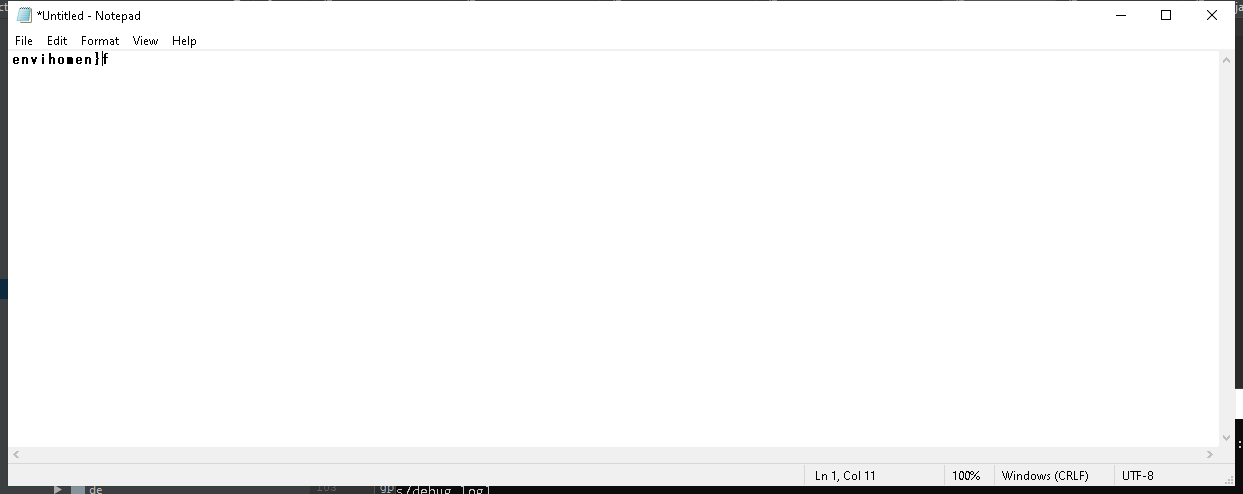 *Untitled - Notepad
File Edit Format View Help
envihomen}f
Ln 1, Col 11 100% Windows (CRLF) UTF-8
de 103 s/debug.log]